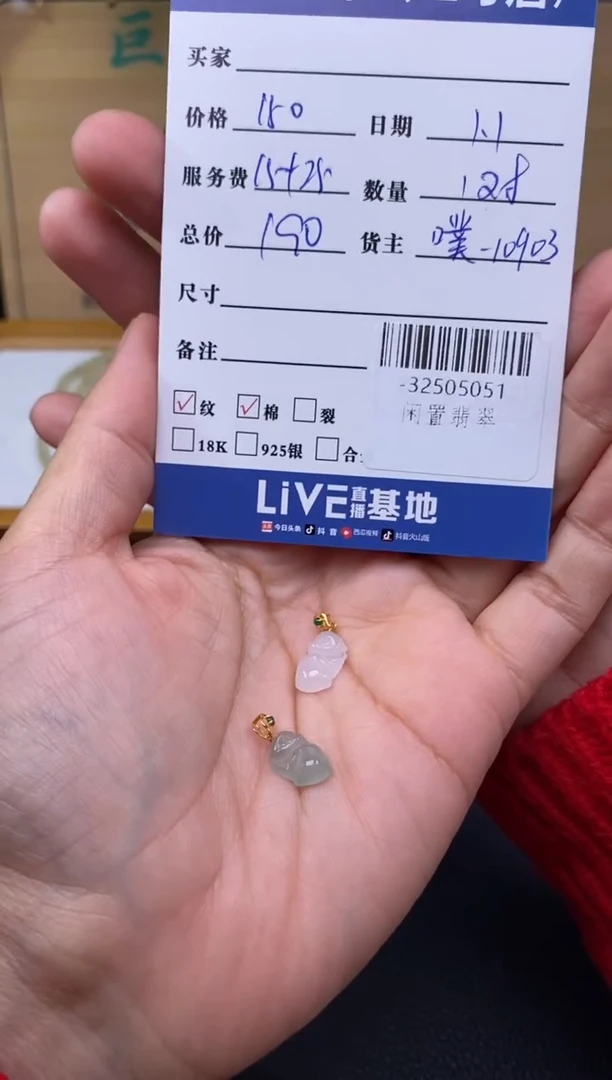 巨
买家
价格 150 日期 1.1
服务费 15+25 数量
总价 190 货主 噗-10903
尺寸
备注
-32505051
闲置翡翠
☑纹 ☑棉 ☐裂
☐18K ☐925银 ☐合
LiVE直播基地
今日头条 抖音 西瓜视频 抖音火山版